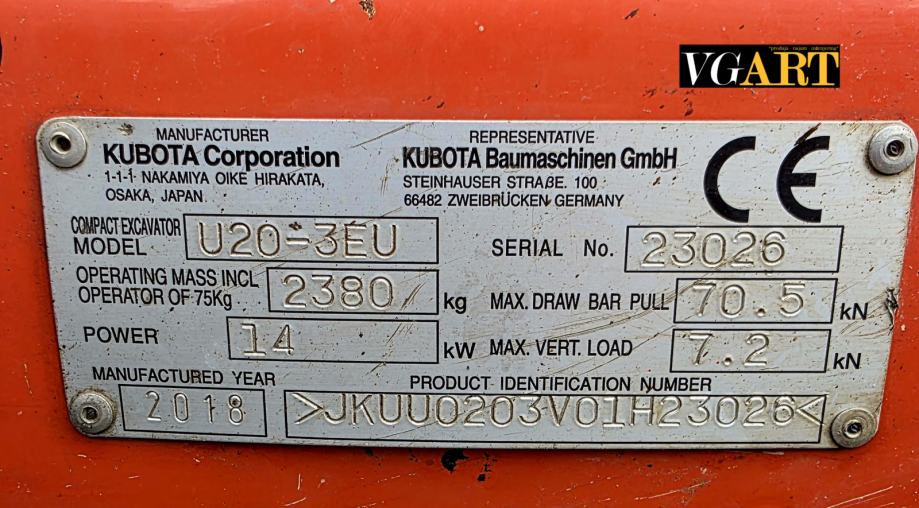 "prodaja - najam - inženjering"
VGART
MANUFACTURER
KUBOTA Corporation
1-1-1 NAKAMIYA OIKE HIRAKATA,
OSAKA, JAPAN.
REPRESENTATIVE
KUBOTA Baumaschinen GmbH
STEINHAUSER STRAßE. 100
66482 ZWEIBRÜCKEN GERMANY
CE
COMPACT EXCAVATOR
MODEL U20-3EU
SERIAL No. 23026
OPERATING MASS INCL
OPERATOR OF 75Kg 2380 kg
MAX. DRAW BAR PULL 70.5 kN
POWER 14 kW
MAX. VERT. LOAD 7.2 kN
MANUFACTURED YEAR
2018
PRODUCT IDENTIFICATION NUMBER
>JKUU0203V01H23026<